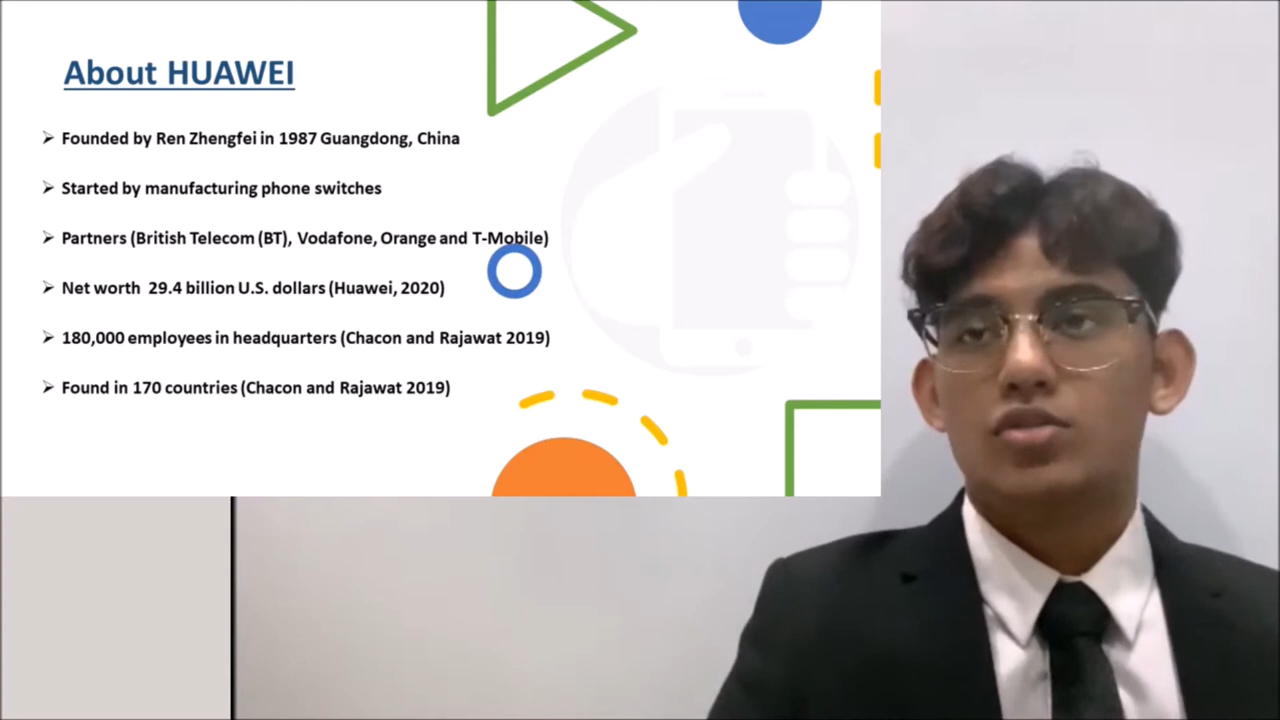 About HUAWEI
Founded by Ren Zhengfei in 1987 Guangdong, China
Started by manufacturing phone switches
Partners (British Telecom (BT), Vodafone, Orange and T-Mobile)
Net worth 29.4 billion U.S. dollars (Huawei, 2020)
180,000 employees in headquarters (Chacon and Rajawat 2019)
Found in 170 countries (Chacon and Rajawat 2019)